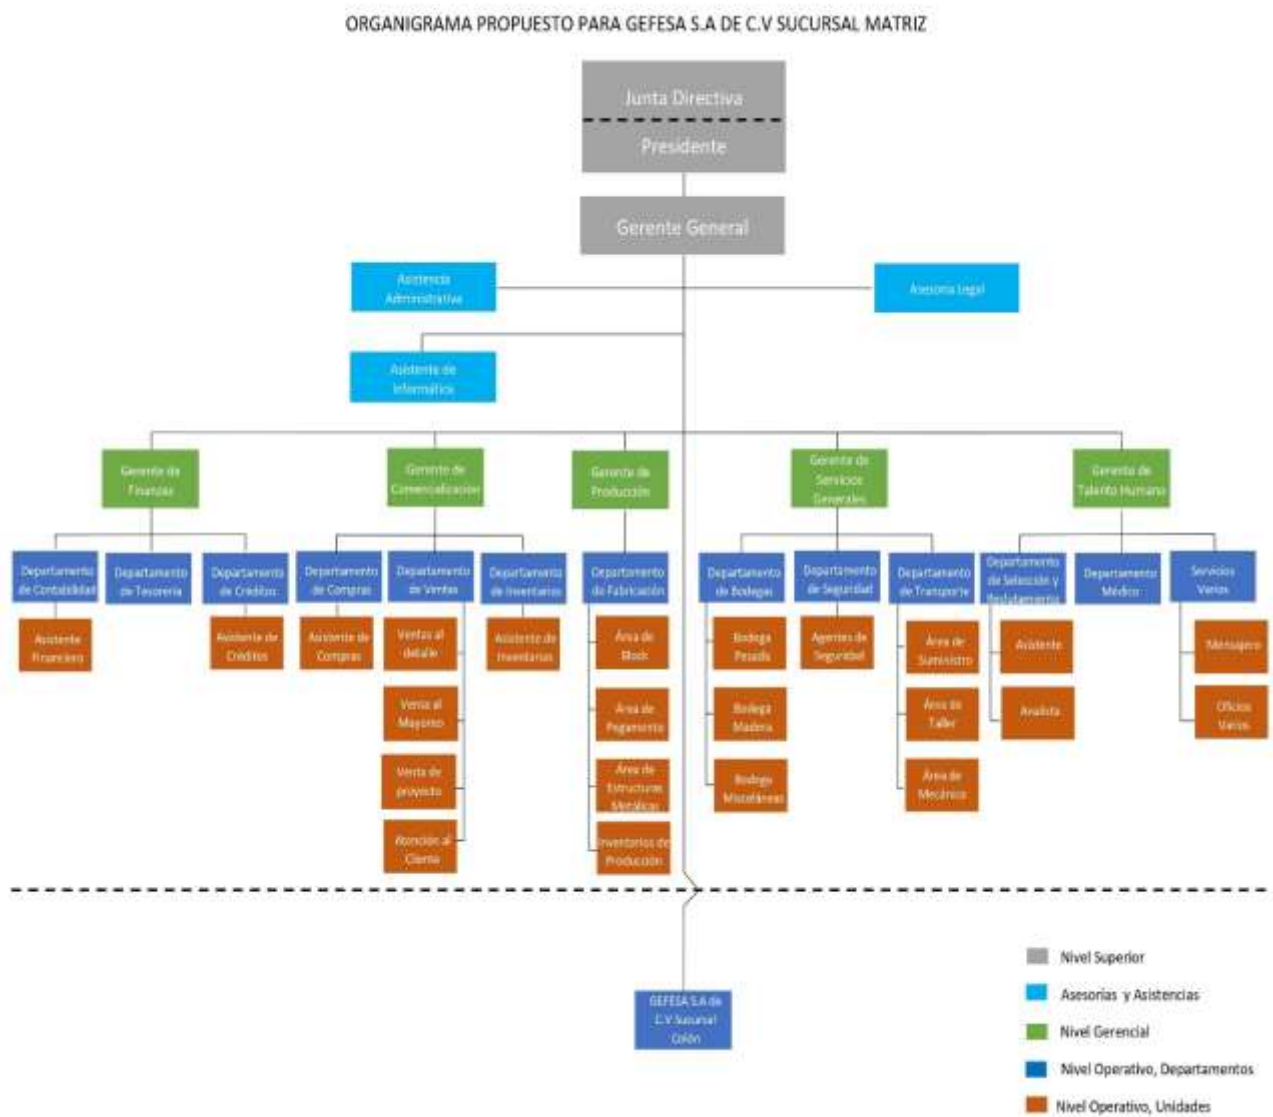 ORGANIGRAMA PROPUESTO PARA GEFESA S.A DE C.V SUCURSAL MATRIZ
Junta Directiva
Presidente
Gerente General
Asistencia
Administrativa
Asesoría Legal
Asistente de
Informática
Gerente de
Finanzas
Gerente de
Comercialización
Gerente de
Producción
Gerente de
Servicios
Generales
Gerente de
Talento Humano
Departamento
de Contabilidad
Departamento
de Tesorería
Departamento
de Créditos
Departamento
de Compras
Departamento
de Ventas
Departamento
de Inventarios
Departamento
de Fabricación
Departamento
de Bodegas
Departamento
de Seguridad
Departamento
de Transporte
Departamento
de Selección y
Reclutamiento
Departamento
Médico
Servicios
Varios
Asistente
Financiero
Asistente de
Créditos
Asistente de
Compras
Ventas al
detalle
Venta al
Mayoreo
Venta de
proyecto
Atención al
Cliente
Asistente de
Inventarios
Área de
Block
Área de
Pegamento
Área de
Estructuras
Metálicas
Inventarios de
Producción
Bodega
Pesada
Bodega
Madera
Bodega
Misceláneas
Agentes de
Seguridad
Área de
Suministro
Área de
Taller
Área de
Mecánica
Asistente
Analista
Mensajero
Oficios
Varios
GEFESA S.A de
C.V Sucursal
Colón
Nivel Superior
Asesorías y Asistencias
Nivel Gerencial
Nivel Operativo, Departamentos
Nivel Operativo, Unidades